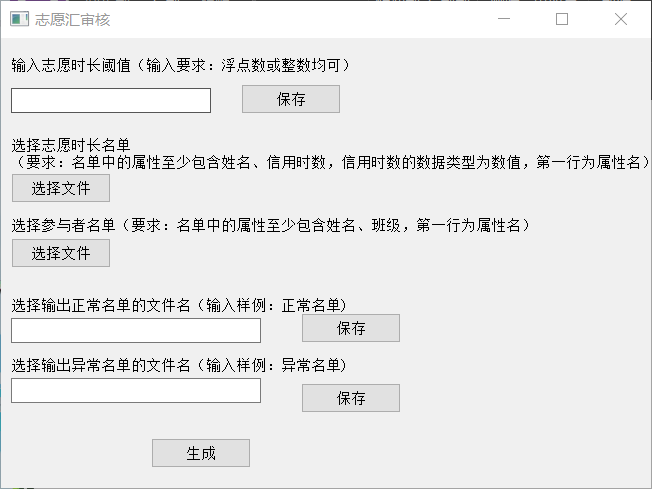 志愿汇审核
输入志愿时长阈值（输入要求：浮点数或整数均可）
保存
选择志愿时长名单
（要求：名单中的属性至少包含姓名、信用时数，信用时数的数据类型为数值，第一行为属性名）
选择文件
选择参与者名单（要求：名单中的属性至少包含姓名、班级，第一行为属性名）
选择文件
选择输出正常名单的文件名（输入样例：正常名单）
保存
选择输出异常名单的文件名（输入样例：异常名单）
保存
生成